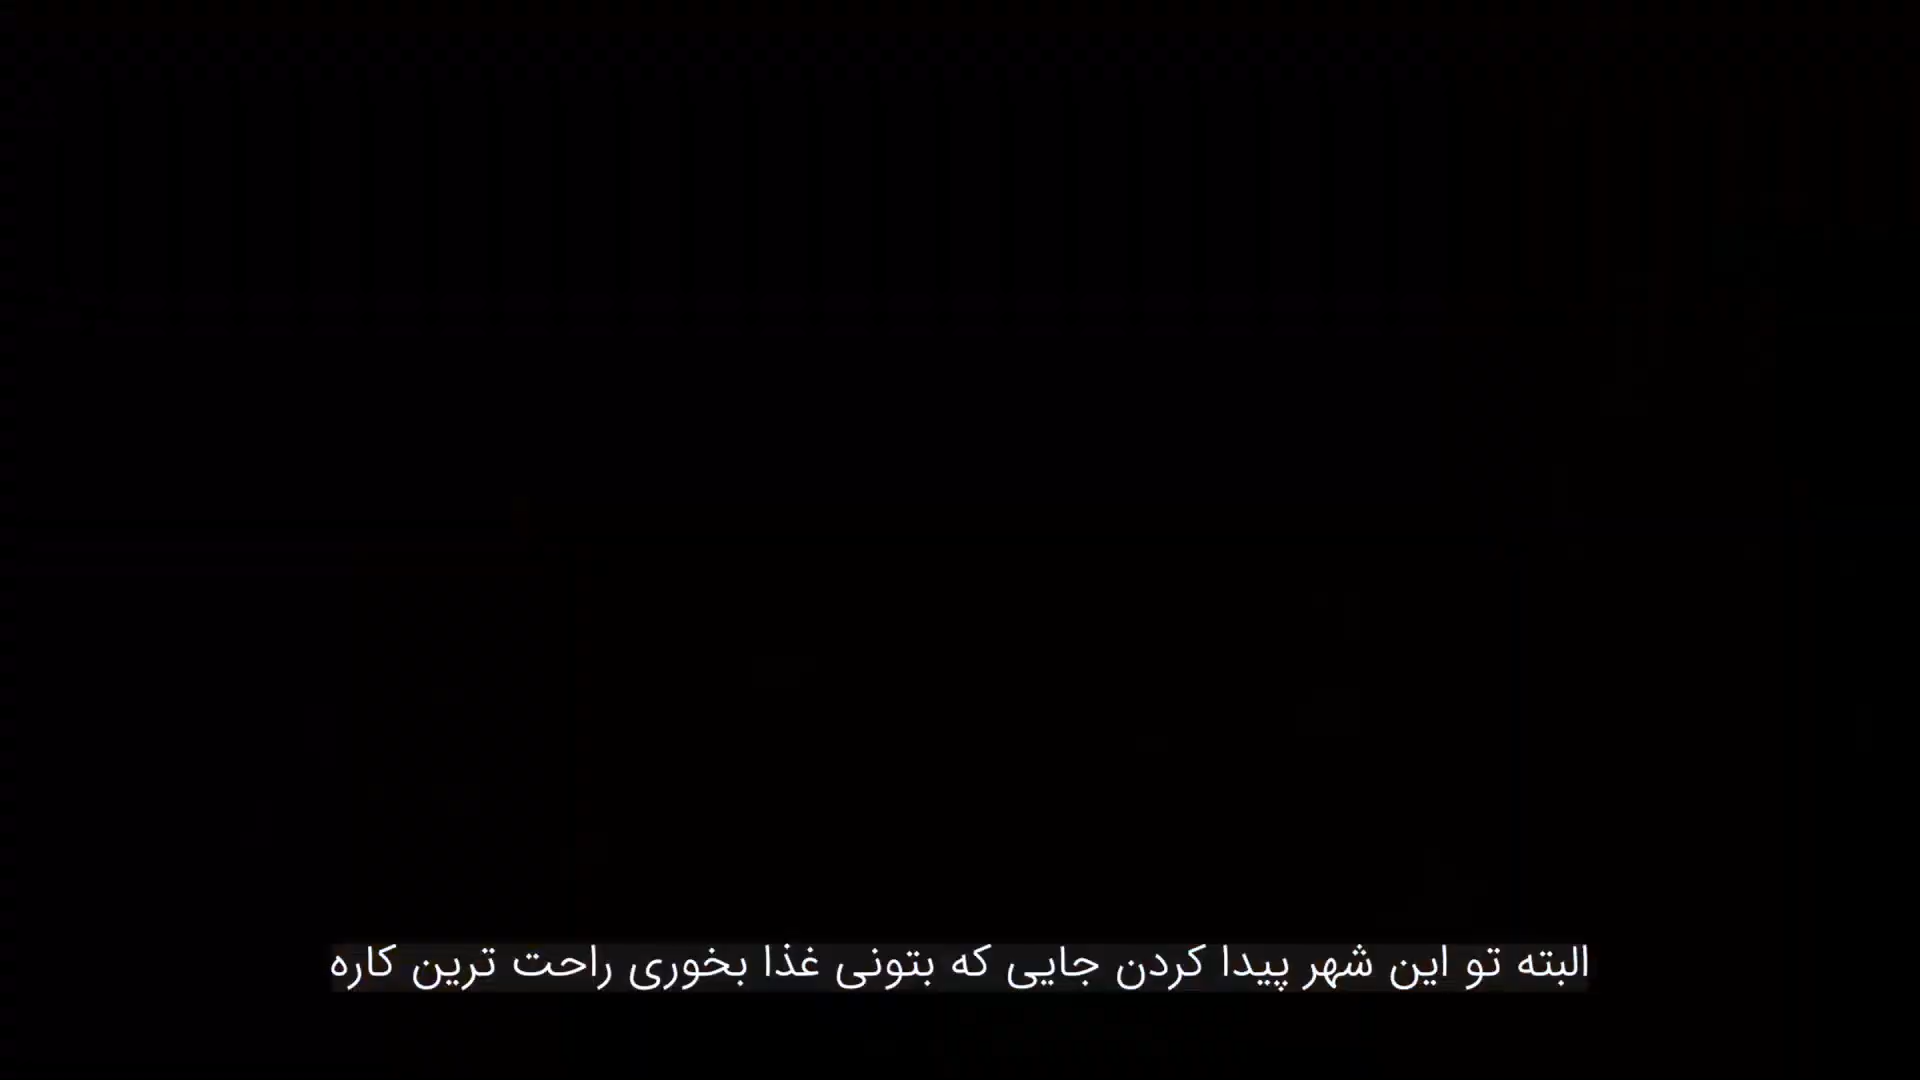 البته تو این شهر پیدا کردن جایی که بتونی غذا بخوری راحت ترین کاره